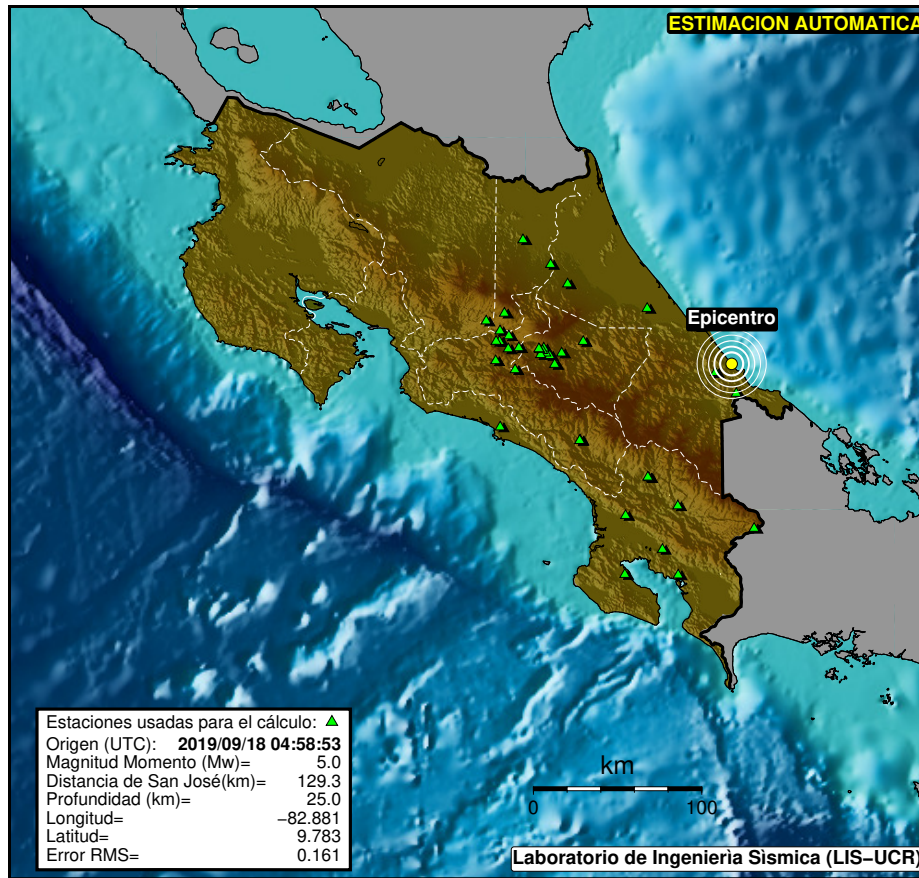 ESTIMACION AUTOMATICA
Epicentro
Estaciones usadas para el cálculo:
Origen (UTC): 2019/09/18 04:58:53
Magnitud Momento (Mw)= 5.0
Distancia de San José(km)= 129.3
Profundidad (km)= 25.0
Longitud= −82.881
Latitud= 9.783
Error RMS= 0.161
km
0 100
Laboratorio de Ingenierìa Sìsmica (LIS−UCR)